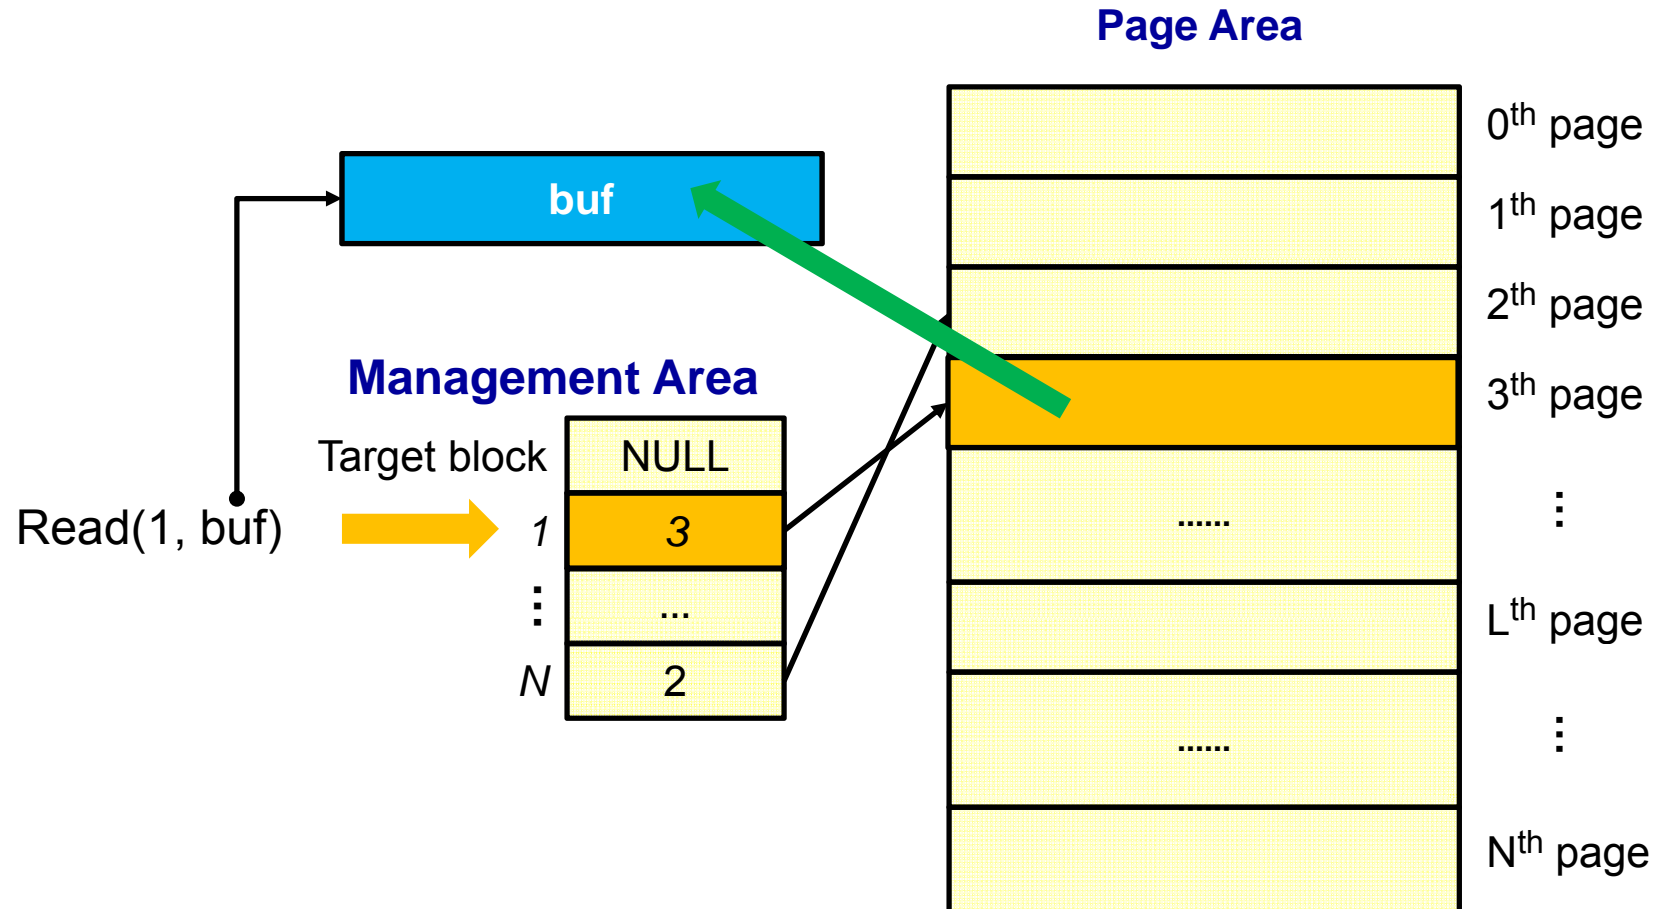 Page Area
0th page
buf
1th page
2th page
Management Area
3th page
Target block NULL
Read(1, buf) 1 3
...... ⋮
⋮ ...
Lth page
N 2
...... ⋮
Nth page